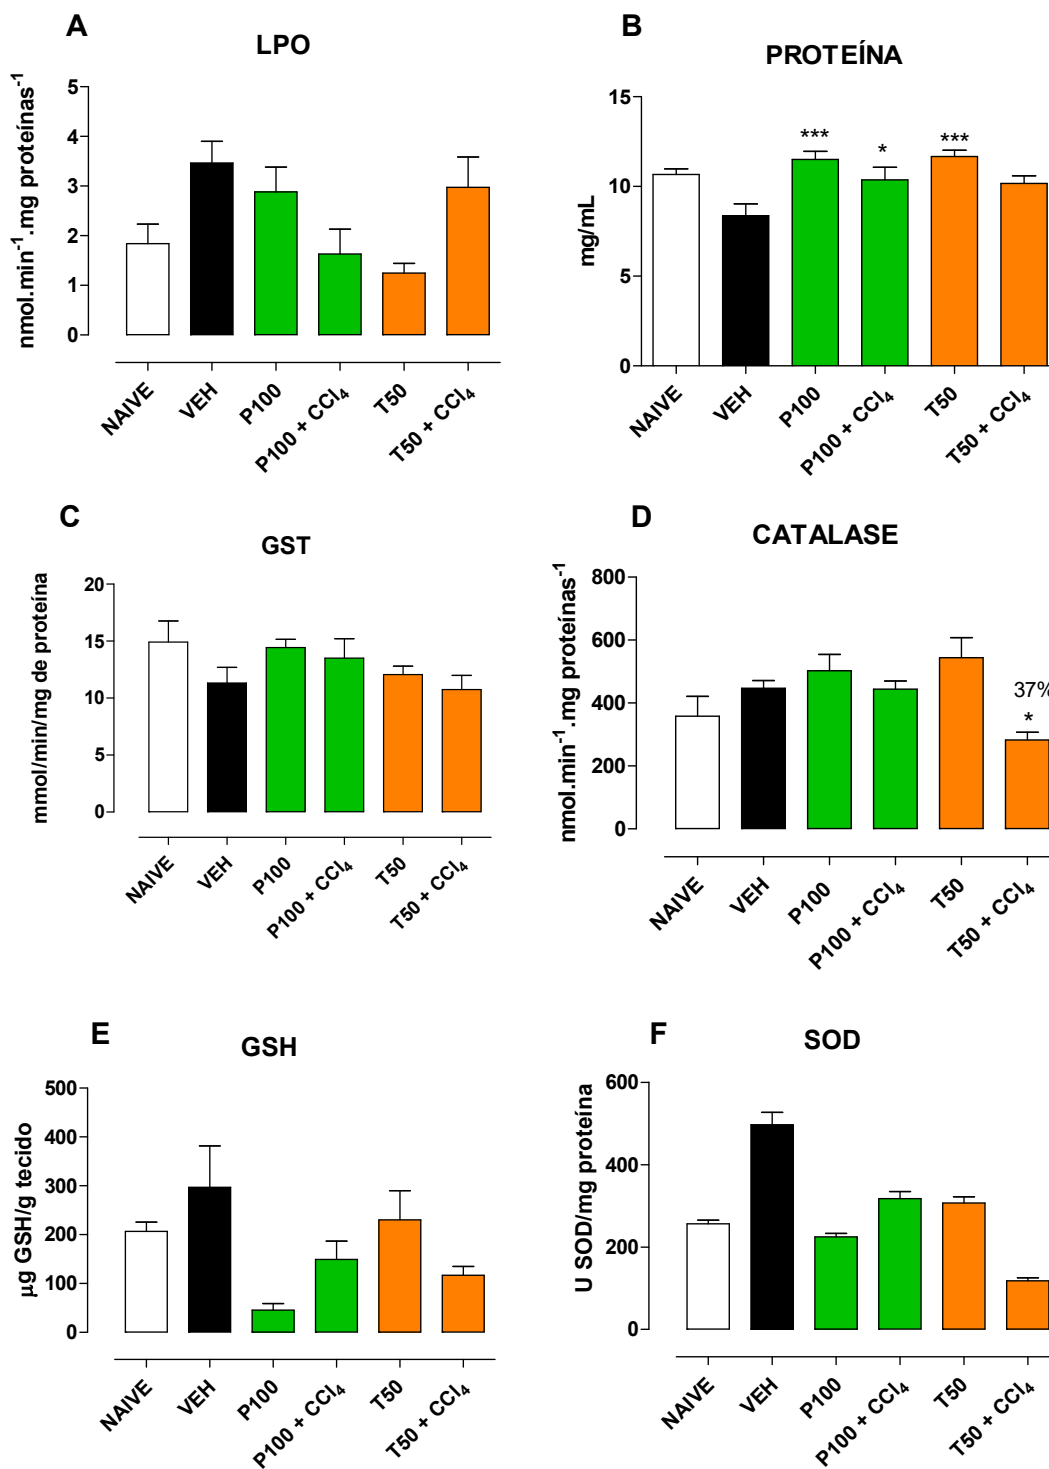 A
LPO
nmol.min⁻¹.mg proteínas⁻¹
5
4
3
2
1
0
NAIVE
VEH
P100
P100 + CCl₄
T50
T50 + CCl₄
B
PROTEÍNA
mg/mL
15
10
5
0
***
*
***
NAIVE
VEH
P100
P100 + CCl₄
T50
T50 + CCl₄
C
GST
mmol/min/mg de proteína
20
15
10
5
0
NAIVE
VEH
P100
P100 + CCl₄
T50
T50 + CCl₄
D
CATALASE
nmol.min⁻¹.mg proteínas⁻¹
800
600
400
200
0
37%
*
NAIVE
VEH
P100
P100 + CCl₄
T50
T50 + CCl₄
E
GSH
µg GSH/g tecido
500
400
300
200
100
0
NAIVE
VEH
P100
P100 + CCl₄
T50
T50 + CCl₄
F
SOD
U SOD/mg proteína
600
400
200
0
NAIVE
VEH
P100
P100 + CCl₄
T50
T50 + CCl₄